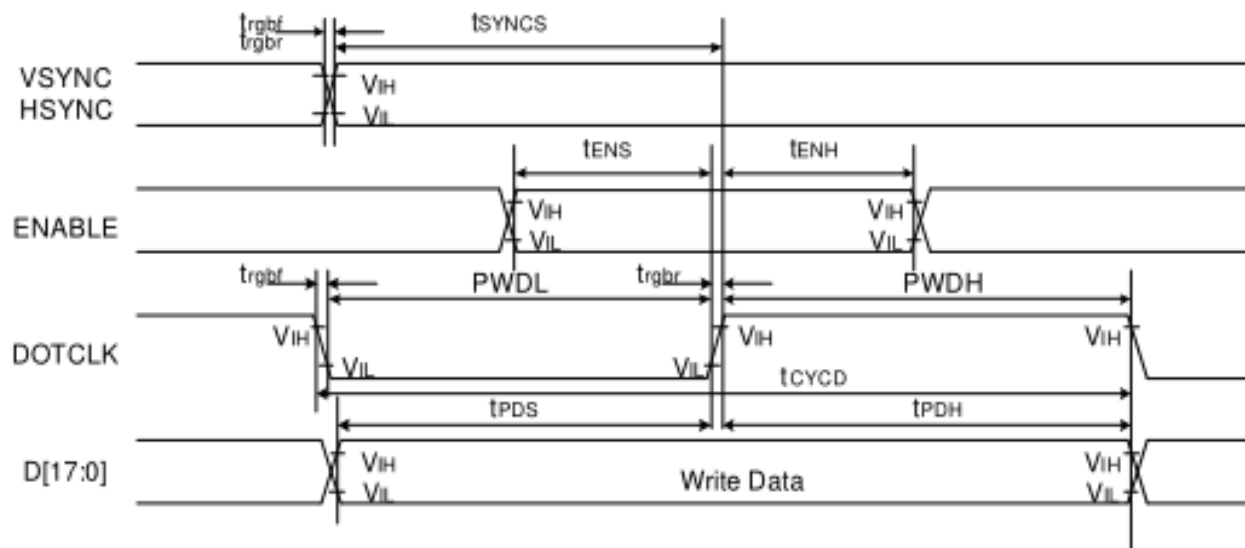 trgbf
trgbr
tSYNCS
VSYNC
HSYNC
VIH
VIL
tENS
tENH
ENABLE
VIH
VIL
VIH
VIL
trgbf
PWDL
trgbr
PWDH
DOTCLK
VIH
VIL
VIL
VIH
VIH
tCYCD
tPDS
tPDH
D[17:0]
VIH
VIL
Write Data
VIH
VIL